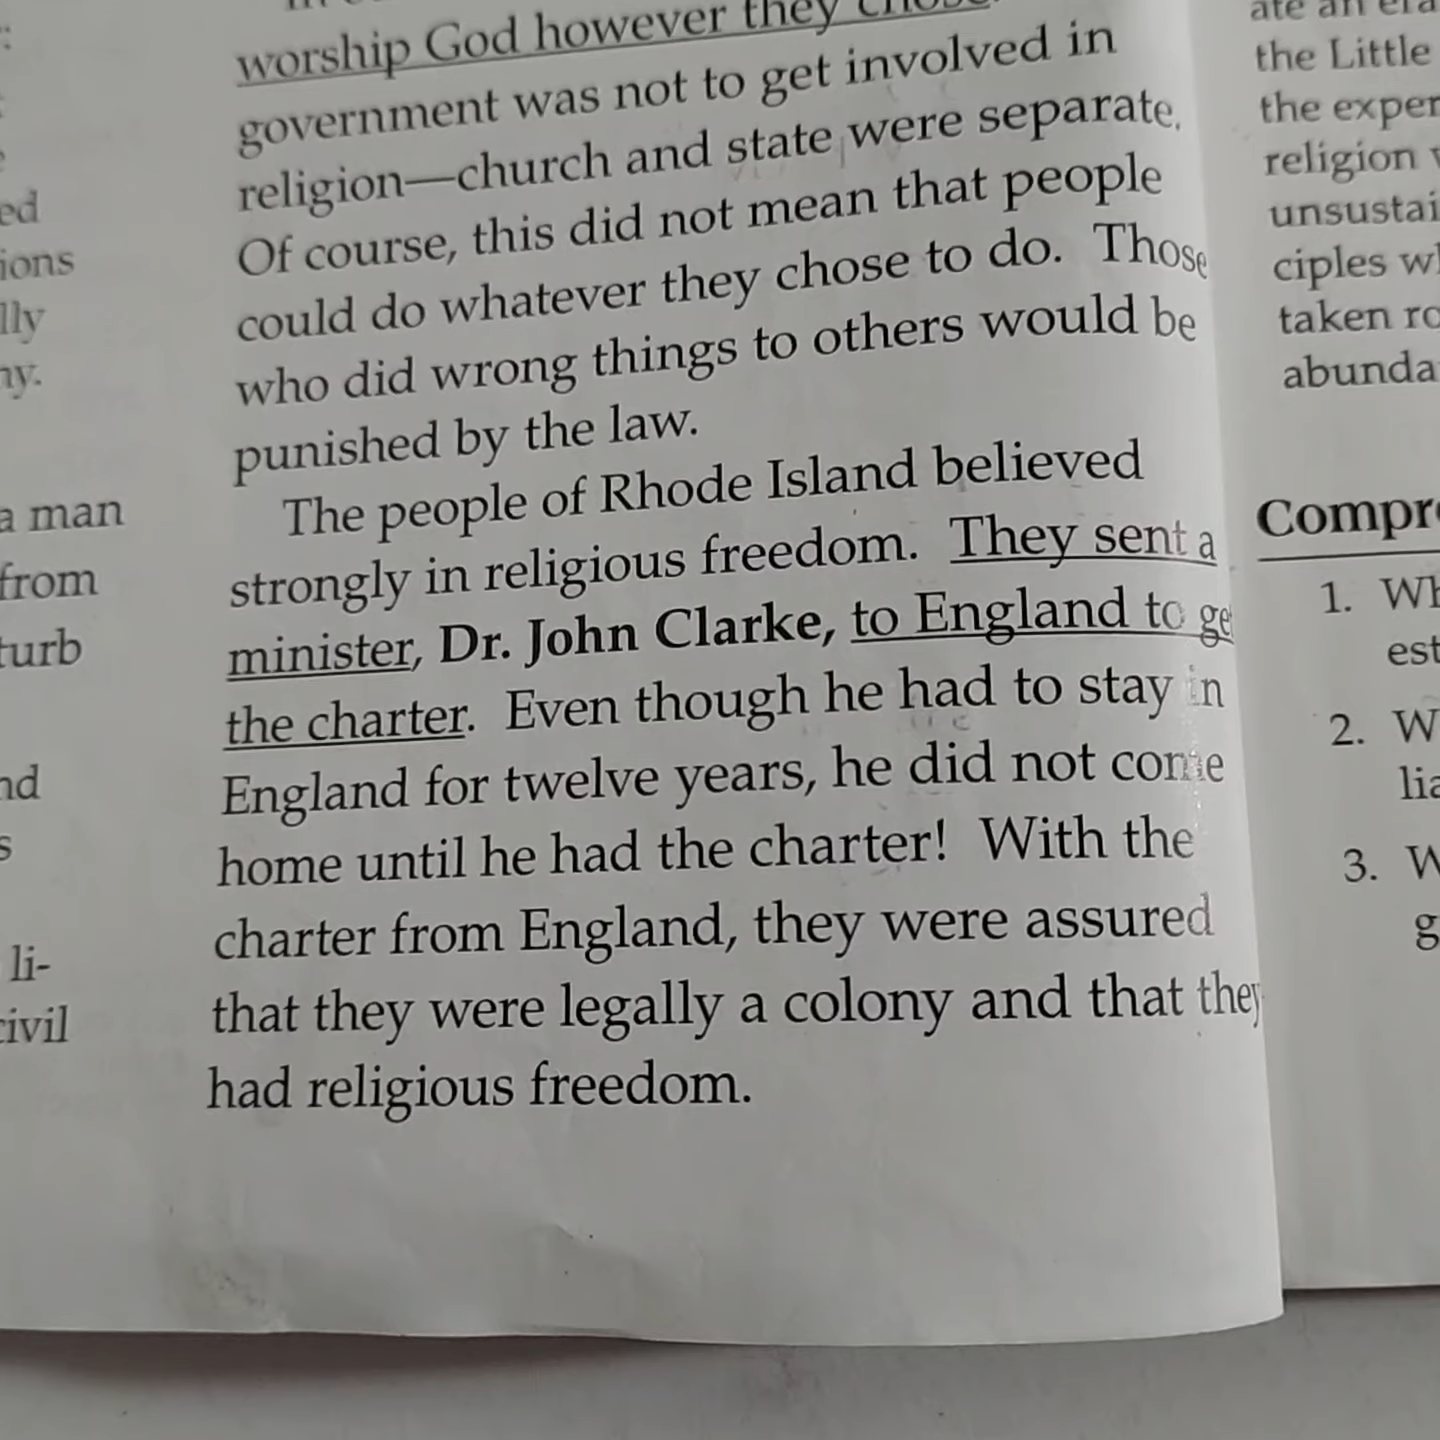 ed
ions
lly
a man
from
turb
nd
s
li-
civil
worship God however they chose.
government was not to get involved in
religion—church and state were separate.
Of course, this did not mean that people
could do whatever they chose to do. Those
who did wrong things to others would be
punished by the law.
The people of Rhode Island believed
strongly in religious freedom. They sent a
minister, Dr. John Clarke, to England to ge
the charter. Even though he had to stay in
England for twelve years, he did not come
home until he had the charter! With the
charter from England, they were assured
that they were legally a colony and that they
had religious freedom.
ate an era
the Little
the exper
religion
unsustai
ciples wh
taken ro
abunda
Compre
1. Wh
est
2. W
lia
3. W
g